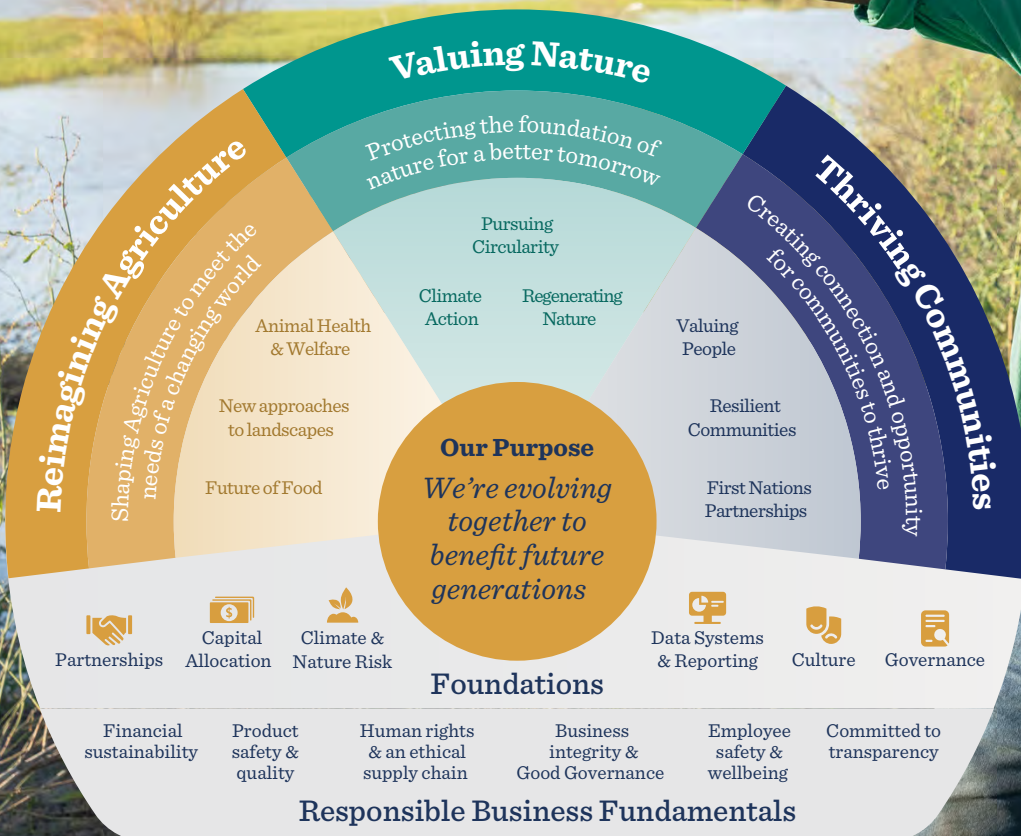 Valuing Nature
Protecting the foundation of
nature for a better tomorrow
Pursuing
Circularity
Climate
Action
Regenerating
Nature
Reimagining Agriculture
Shaping Agriculture to meet the
needs of a changing world
Animal Health
& Welfare
New approaches
to landscapes
Future of Food
Thriving Communities
Creating connection and opportunity
for communities to thrive
Valuing
People
Resilient
Communities
First Nations
Partnerships
Our Purpose
We’re evolving
together to
benefit future
generations
Partnerships
Capital
Allocation
Climate &
Nature Risk
Data Systems
& Reporting
Culture
Governance
Foundations
Financial
sustainability
Product
safety &
quality
Human rights
& an ethical
supply chain
Business
integrity &
Good Governance
Employee
safety &
wellbeing
Committed to
transparency
Responsible Business Fundamentals